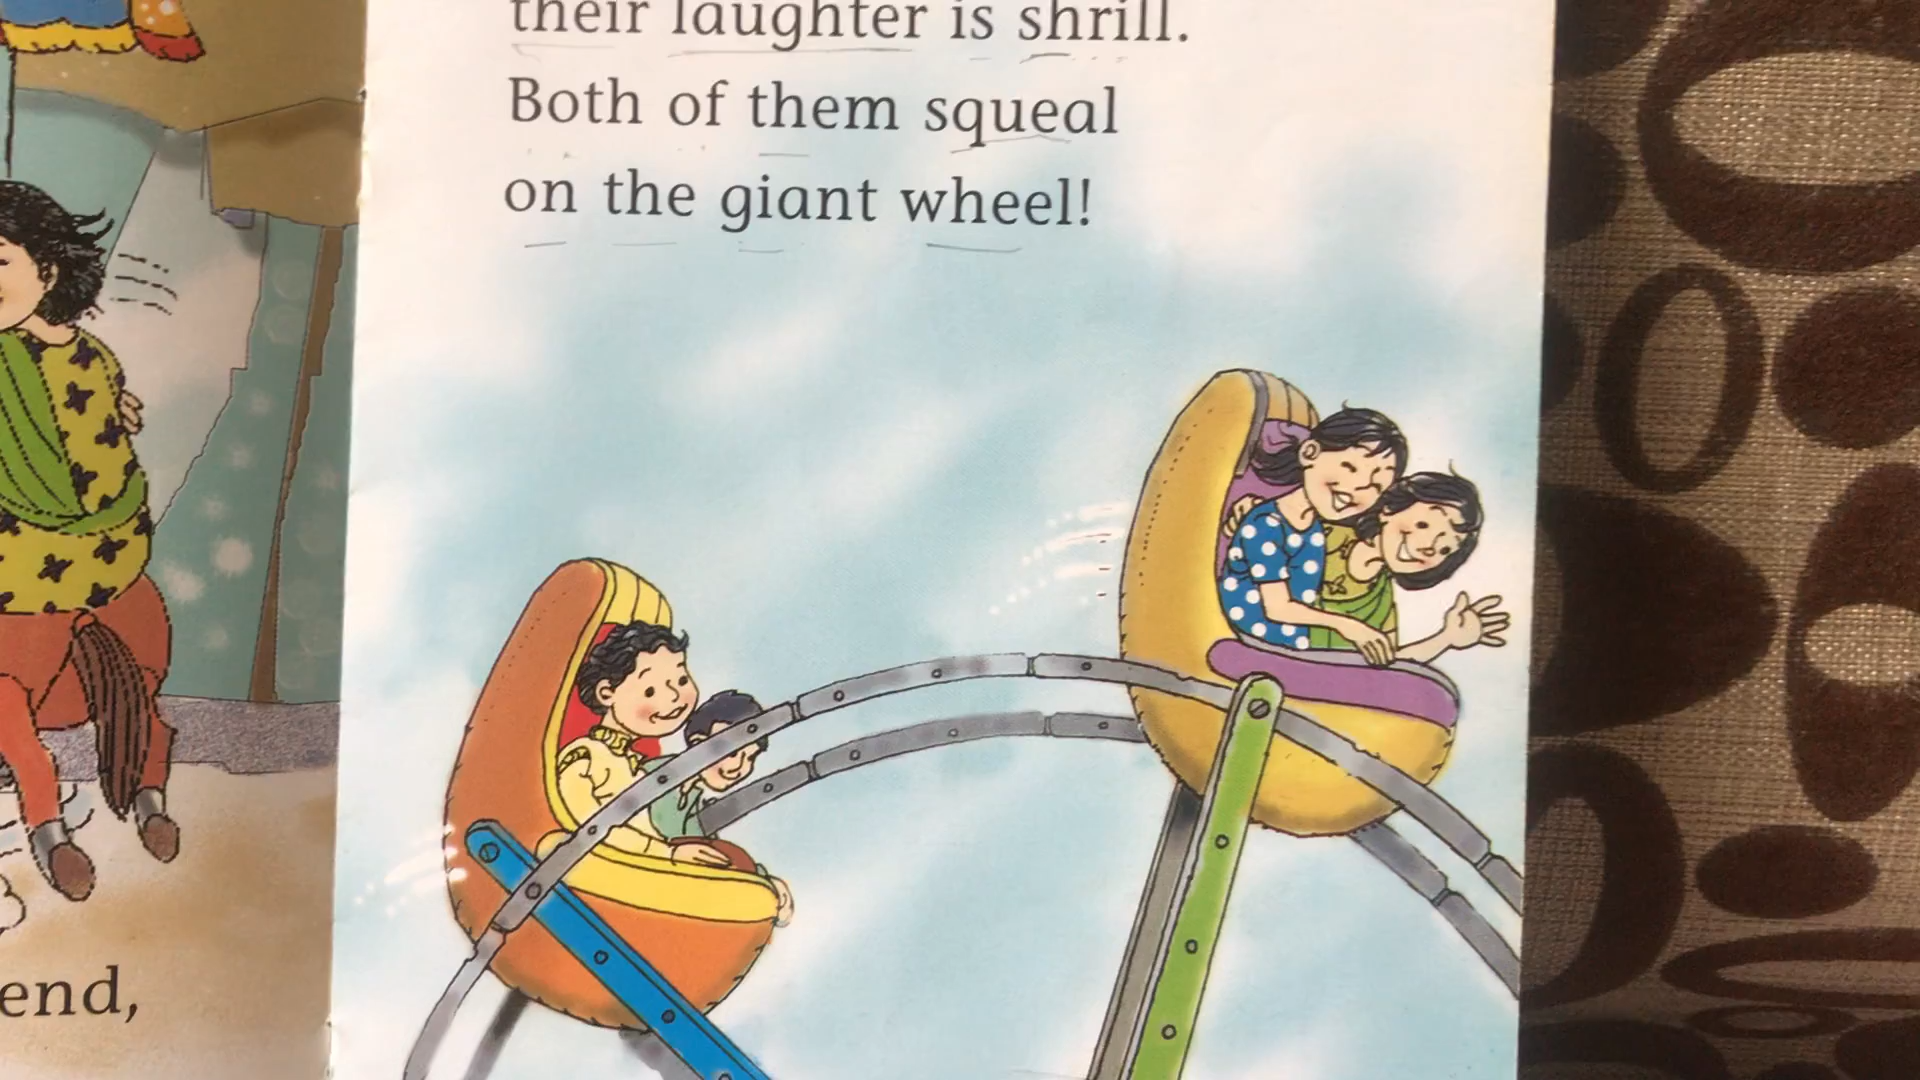 their laughter is shrill.
Both of them squeal
on the giant wheel!
end,